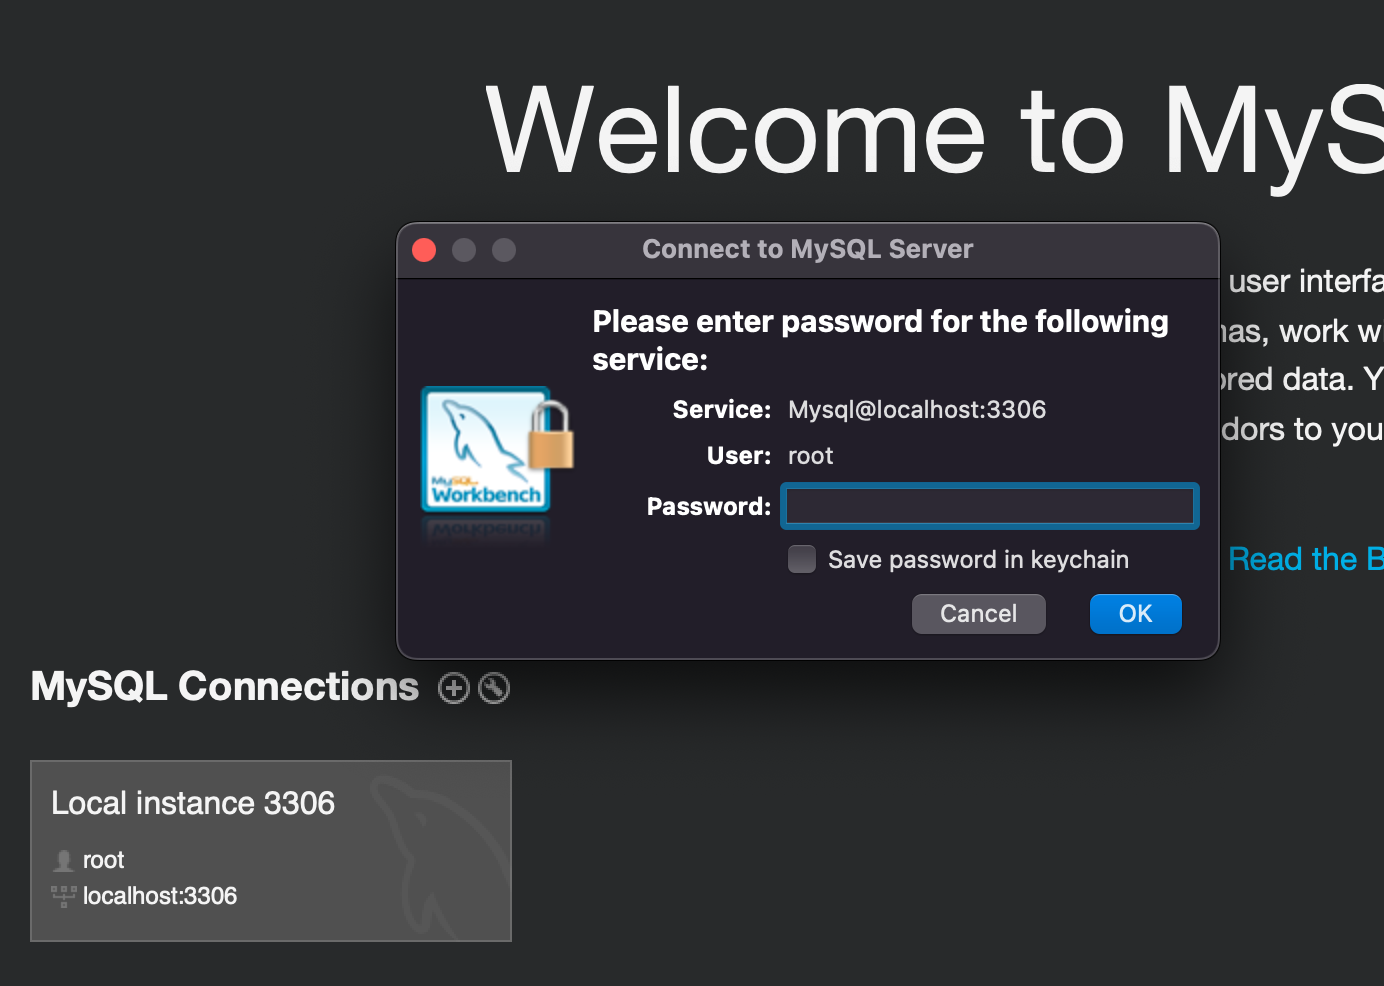 Welcome to MyS
Connect to MySQL Server
user interfa
Please enter password for the following
service:
as, work w
Service: Mysql@localhost:3306
red data. Y
User: root
dors to you
MySQL
Workbench
Password:
Save password in keychain
Read the B
Cancel
OK
MySQL Connections
Local instance 3306
root
localhost:3306